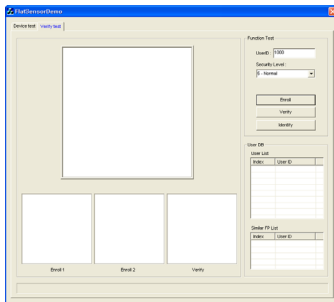 FlatSensorDemo
Device test Verify test
Function Test
UserID : 1000
Security Level :
5 - Normal
Enroll
Verify
Identify
User DB
User List
Index User ID
Similar FP List
Index User ID
Enroll 1 Enroll 2 Verify